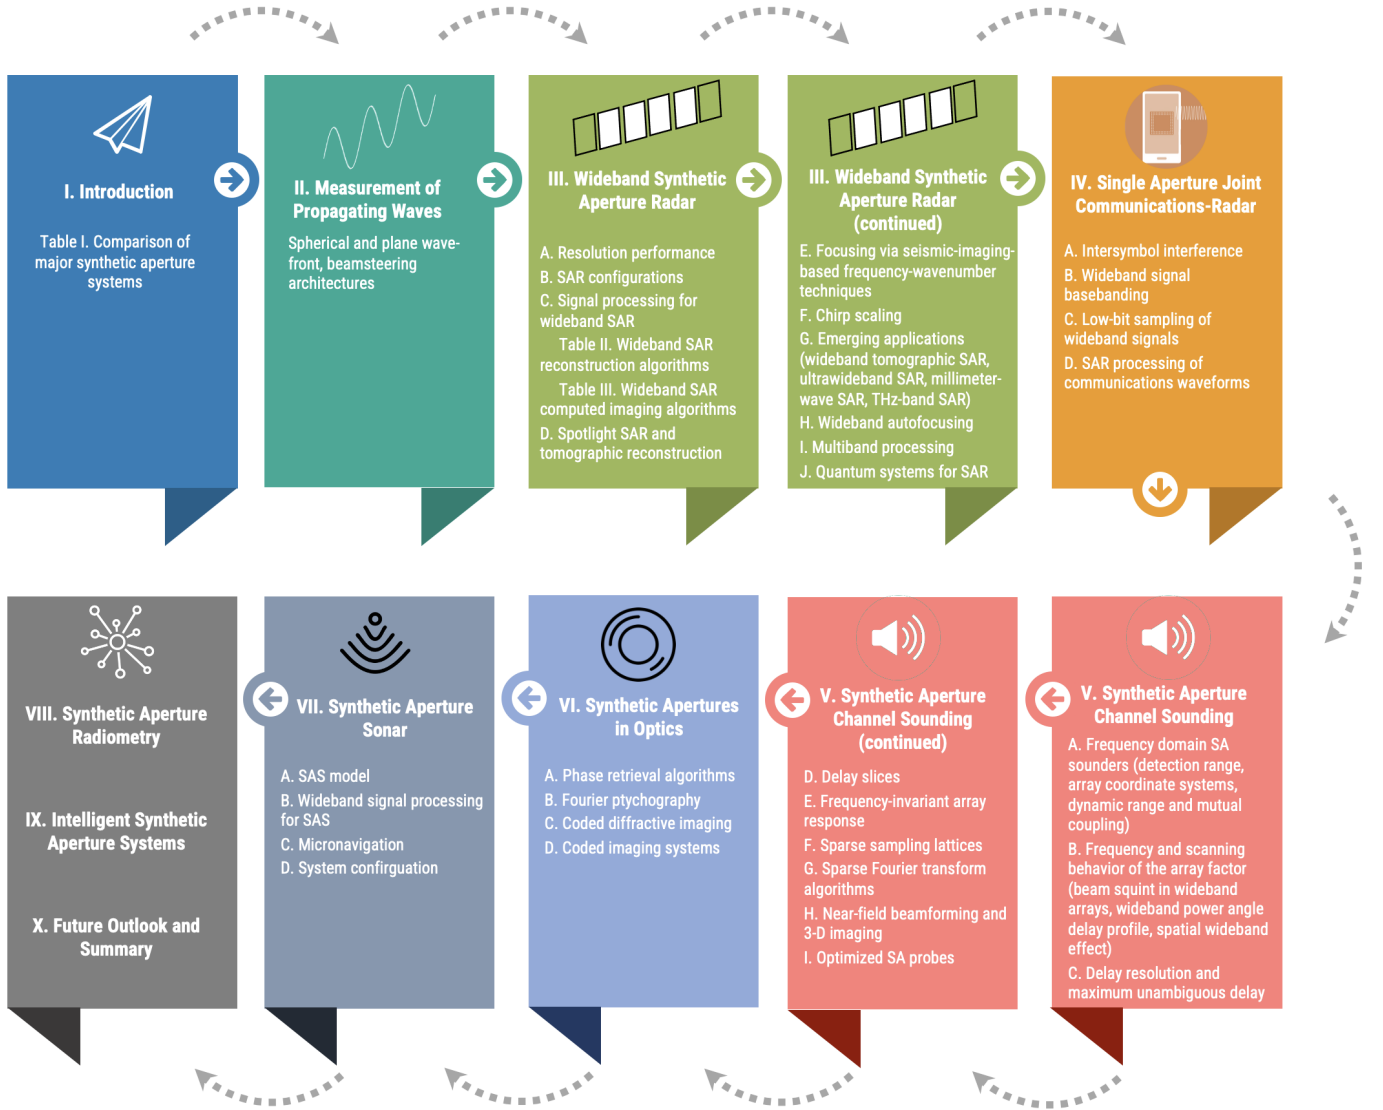 I. Introduction
Table I. Comparison of
major synthetic aperture
systems
II. Measurement of
Propagating Waves
Spherical and plane wave-
front, beamsteering
architectures
III. Wideband Synthetic
Aperture Radar
A. Resolution performance
B. SAR configurations
C. Signal processing for
wideband SAR
Table II. Wideband SAR
reconstruction algorithms
Table III. Wideband SAR
computed imaging algorithms
D. Spotlight SAR and
tomographic reconstruction
III. Wideband Synthetic
Aperture Radar
(continued)
E. Focusing via seismic-imaging-
based frequency-wavenumber
techniques
F. Chirp scaling
G. Emerging applications
(wideband tomographic SAR,
ultrawideband SAR, millimeter-
wave SAR, THz-band SAR)
H. Wideband autofocusing
I. Multiband processing
J. Quantum systems for SAR
IV. Single Aperture Joint
Communications-Radar
A. Intersymbol interference
B. Wideband signal
basebanding
C. Low-bit sampling of
wideband signals
D. SAR processing of
communications waveforms
V. Synthetic Aperture
Channel Sounding
A. Frequency domain SA
sounders (detection range,
array coordinate systems,
dynamic range and mutual
coupling)
B. Frequency and scanning
behavior of the array factor
(beam squint in wideband
arrays, wideband power angle
delay profile, spatial wideband
effect)
C. Delay resolution and
maximum unambiguous delay
V. Synthetic Aperture
Channel Sounding
(continued)
D. Delay slices
E. Frequency-invariant array
response
F. Sparse sampling lattices
G. Sparse Fourier transform
algorithms
H. Near-field beamforming and
3-D imaging
I. Optimized SA probes
VI. Synthetic Apertures
in Optics
A. Phase retrieval algorithms
B. Fourier ptychography
C. Coded diffractive imaging
D. Coded imaging systems
VII. Synthetic Aperture
Sonar
A. SAS model
B. Wideband signal processing
for SAS
C. Micronavigation
D. System confirguation
VIII. Synthetic Aperture
Radiometry
IX. Intelligent Synthetic
Aperture Systems
X. Future Outlook and
Summary